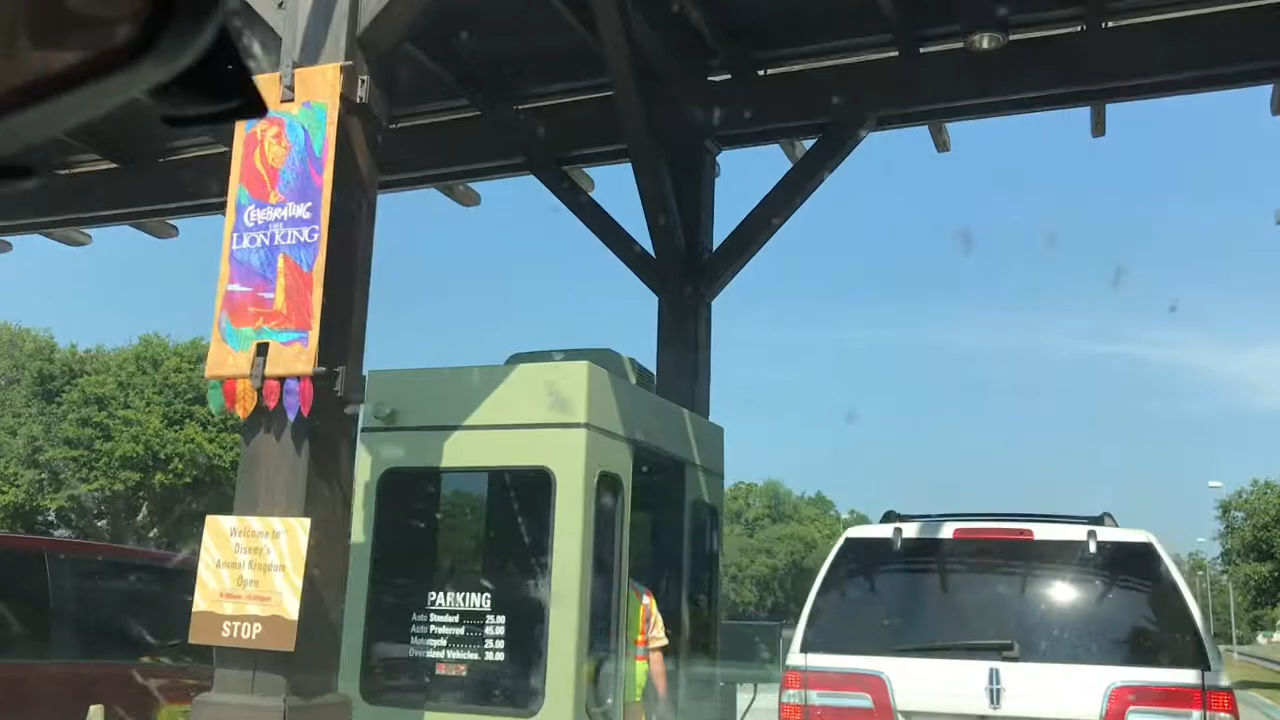 CELEBRATING
THE
LION KING
Welcome to
Disney's
Animal Kingdom
Open
STOP
PARKING
Auto Standard ...... 25.00
Auto Preferred .... 45.00
Motorcycle ...... 25.00
Oversized Vehicles. 30.00